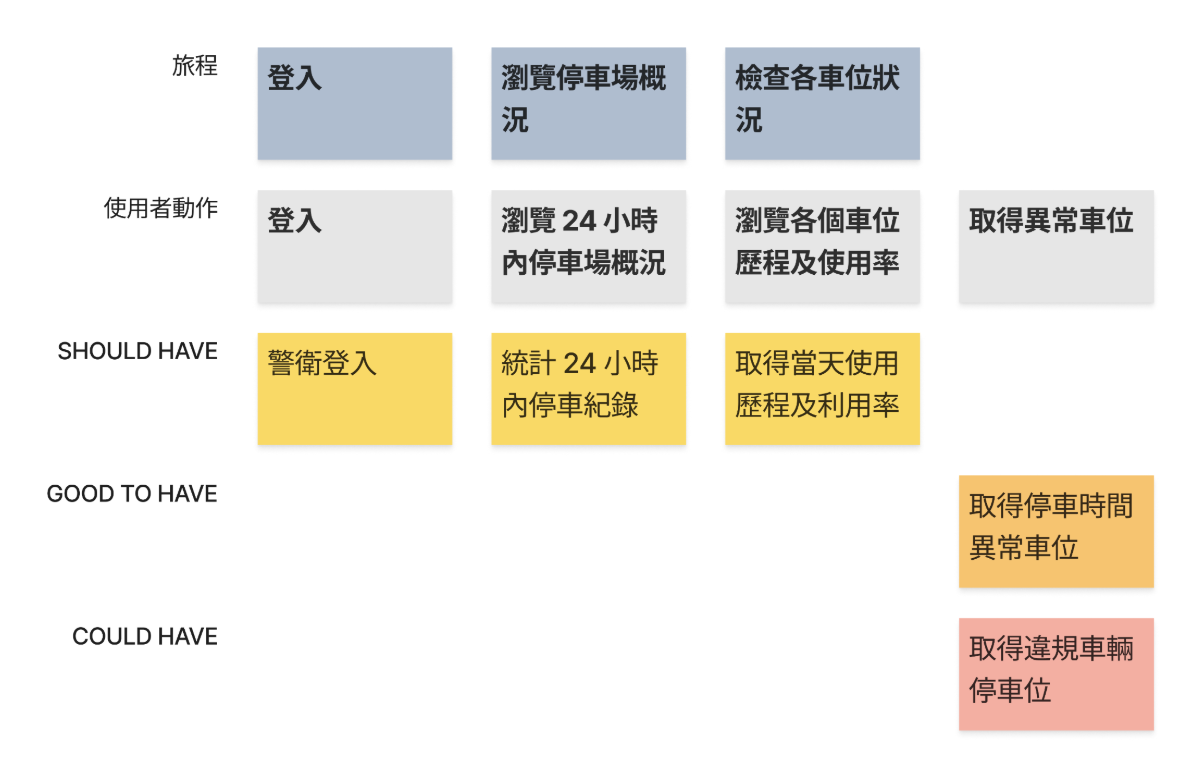 旅程
登入
瀏覽停車場概
況
檢查各車位狀
況
使用者動作
登入
瀏覽 24 小時
內停車場概況
瀏覽各個車位
歷程及使用率
取得異常車位
SHOULD HAVE
警衛登入
統計 24 小時
內停車紀錄
取得當天使用
歷程及利用率
GOOD TO HAVE
取得停車時間
異常車位
COULD HAVE
取得違規車輛
停車位